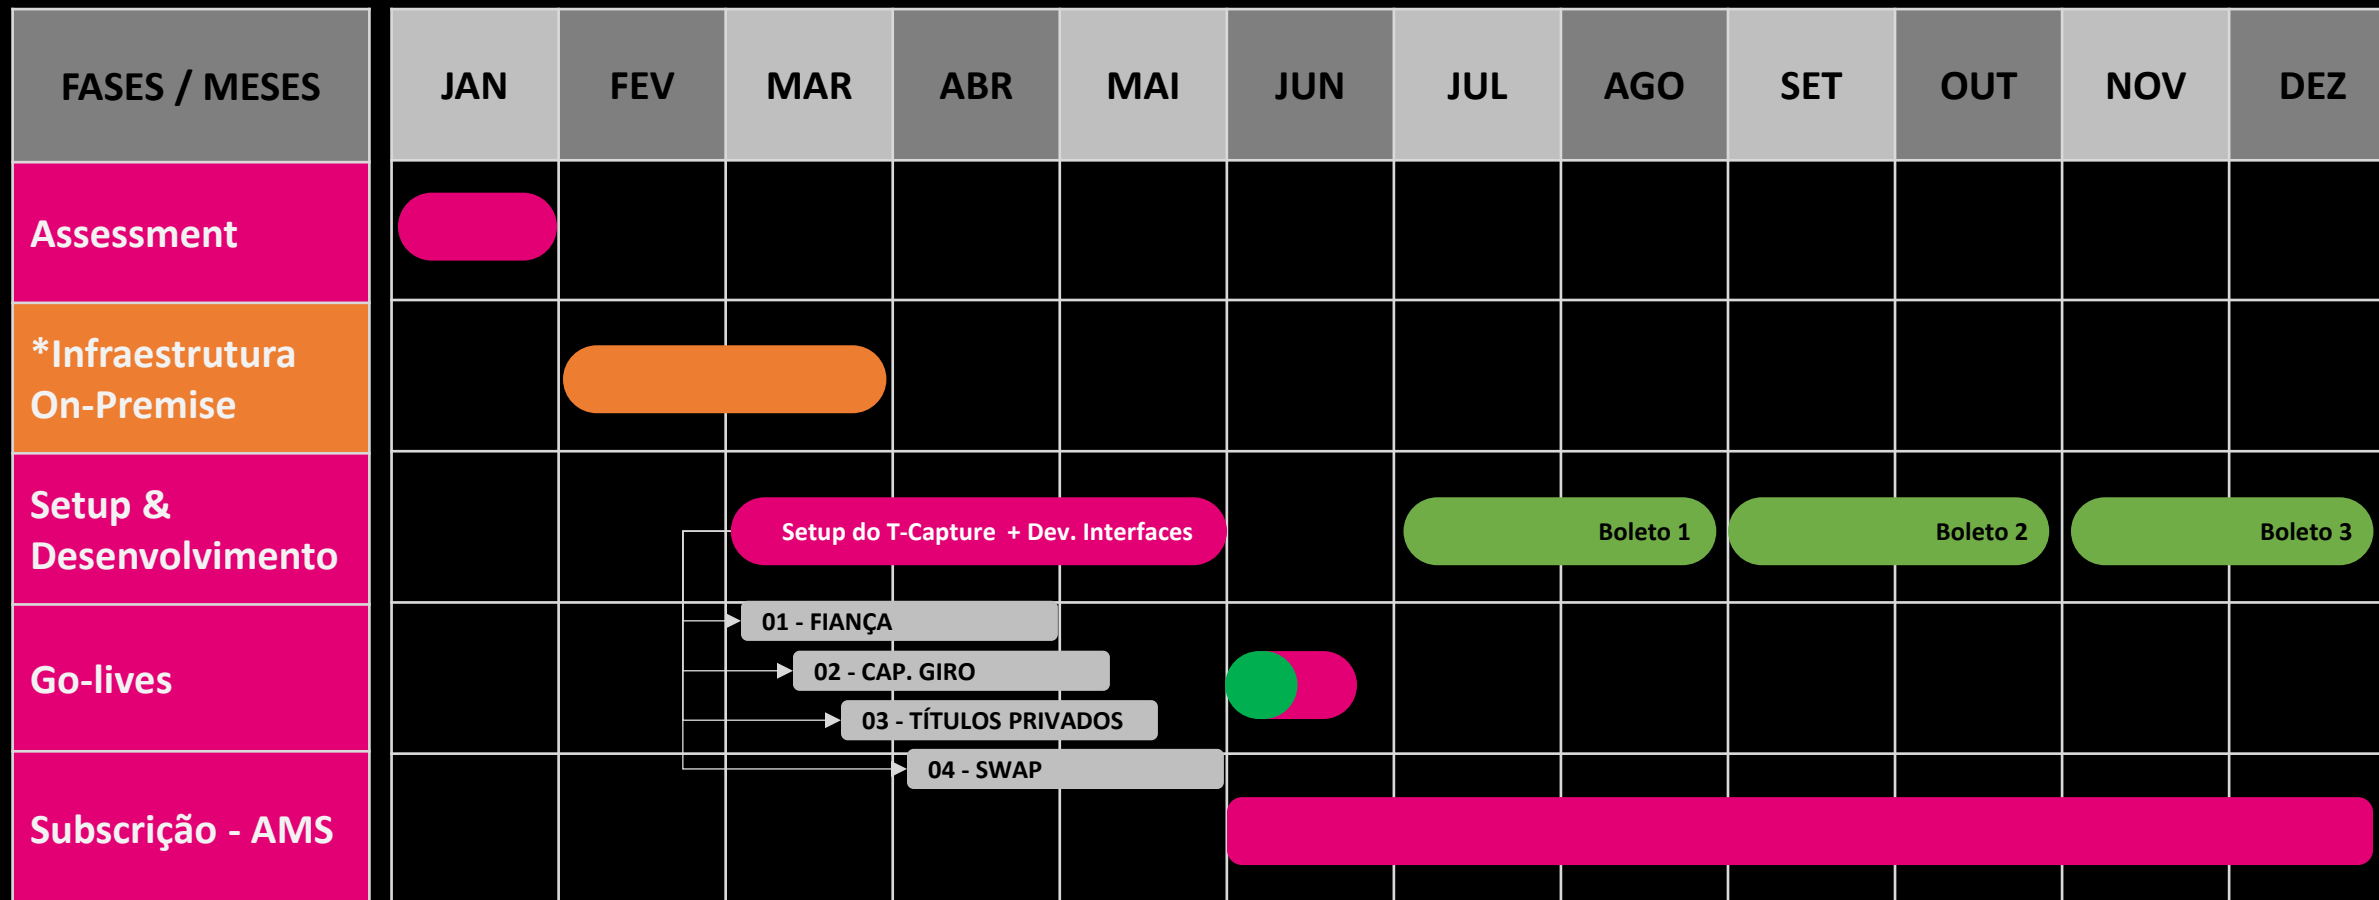 FASES / MESES
JAN
FEV
MAR
ABR
MAI
JUN
JUL
AGO
SET
OUT
NOV
DEZ
Assessment
*Infraestrutura
On-Premise
Setup &
Desenvolvimento
Setup do T-Capture + Dev. Interfaces
Boleto 1
Boleto 2
Boleto 3
Go-lives
01 - FIANÇA
02 - CAP. GIRO
03 - TÍTULOS PRIVADOS
04 - SWAP
Subscrição - AMS